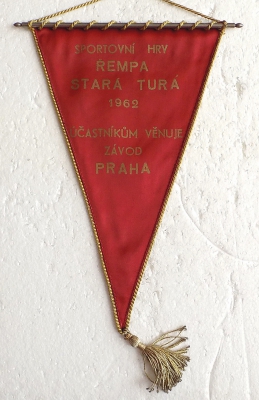 SPORTOVNÍ HRY
ŘEMPA
STARÁ TURÁ
1962
ÚČASTNÍKŮM VĚNUJE
ZÁVOD
PRAHA